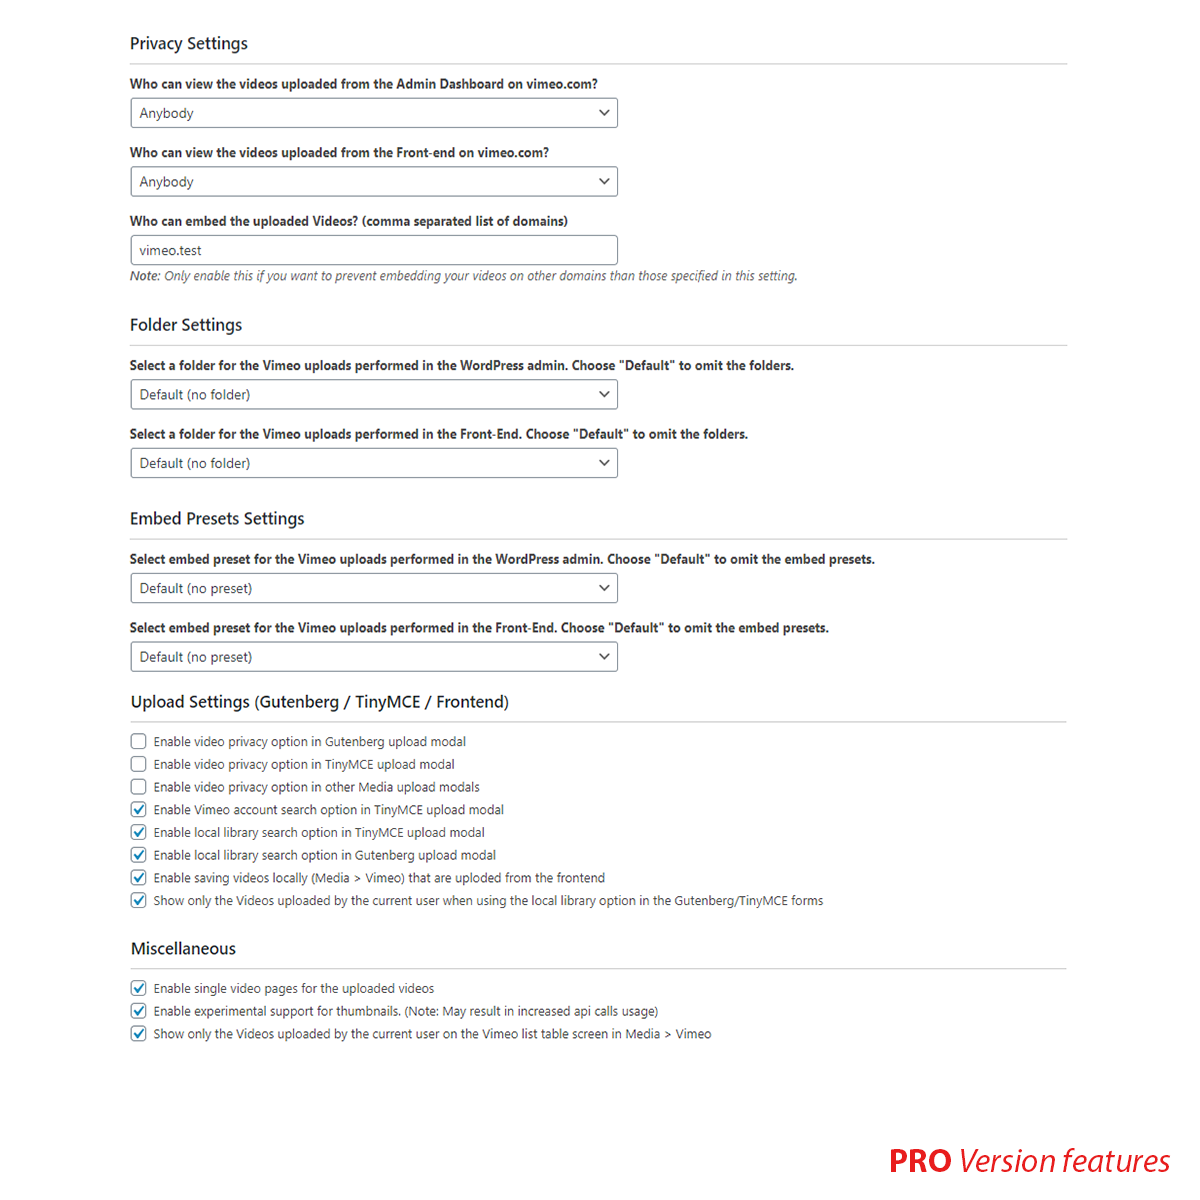 Privacy Settings
Who can view the videos uploaded from the Admin Dashboard on vimeo.com?
Anybody
Who can view the videos uploaded from the Front-end on vimeo.com?
Anybody
Who can embed the uploaded Videos? (comma separated list of domains)
vimeo.test
Note: Only enable this if you want to prevent embedding your videos on other domains than those specified in this setting.
Folder Settings
Select a folder for the Vimeo uploads performed in the WordPress admin. Choose "Default" to omit the folders.
Default (no folder)
Select a folder for the Vimeo uploads performed in the Front-End. Choose "Default" to omit the folders.
Default (no folder)
Embed Presets Settings
Select embed preset for the Vimeo uploads performed in the WordPress admin. Choose "Default" to omit the embed presets.
Default (no preset)
Select embed preset for the Vimeo uploads performed in the Front-End. Choose "Default" to omit the embed presets.
Default (no preset)
Upload Settings (Gutenberg / TinyMCE / Frontend)
Enable video privacy option in Gutenberg upload modal
Enable video privacy option in TinyMCE upload modal
Enable video privacy option in other Media upload modals
Enable Vimeo account search option in TinyMCE upload modal
Enable local library search option in TinyMCE upload modal
Enable local library search option in Gutenberg upload modal
Enable saving videos locally (Media > Vimeo) that are uploded from the frontend
Show only the Videos uploaded by the current user when using the local library option in the Gutenberg/TinyMCE forms
Miscellaneous
Enable single video pages for the uploaded videos
Enable experimental support for thumbnails. (Note: May result in increased api calls usage)
Show only the Videos uploaded by the current user on the Vimeo list table screen in Media > Vimeo
PRO Version features